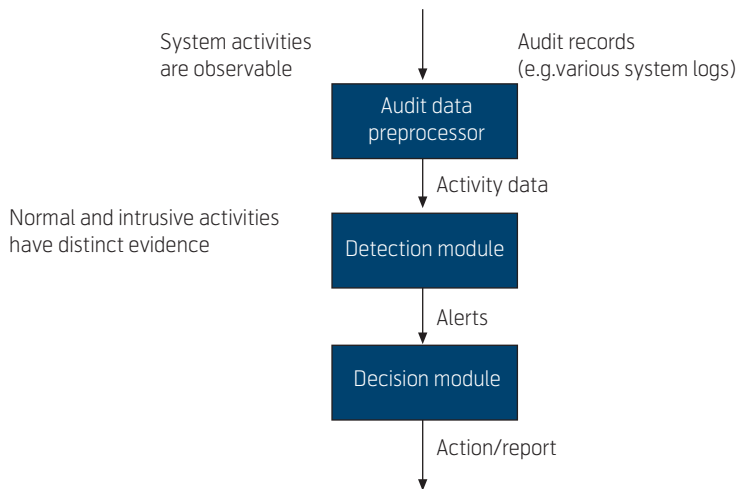 System activities
are observable
Audit records
(e.g.various system logs)
Audit data
preprocessor
Activity data
Normal and intrusive activities
have distinct evidence
Detection module
Alerts
Decision module
Action/report